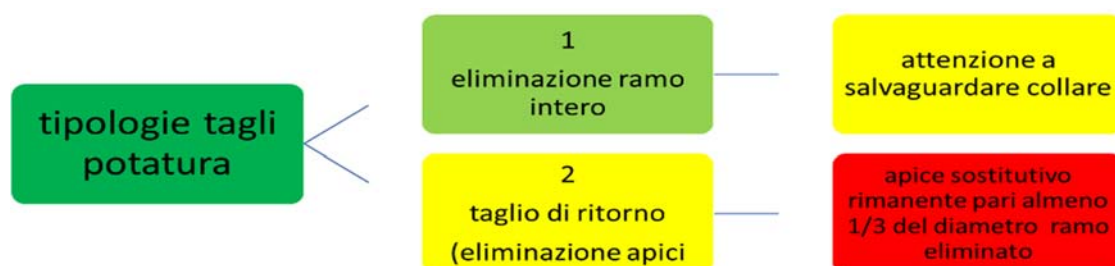 tipologie tagli
potatura
1
eliminazione ramo
intero
attenzione a
salvaguardare collare
2
taglio di ritorno
(eliminazione apici
apice sostitutivo
rimanente pari almeno
1/3 del diametro ramo
eliminato